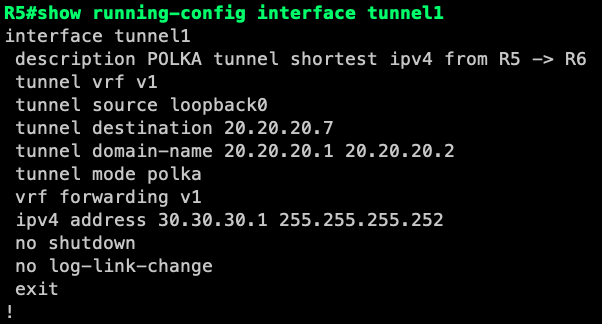 R5#show running-config interface tunnel1
interface tunnel1
 description POLKA tunnel shortest ipv4 from R5 -> R6
 tunnel vrf v1
 tunnel source loopback0
 tunnel destination 20.20.20.7
 tunnel domain-name 20.20.20.1 20.20.20.2
 tunnel mode polka
 vrf forwarding v1
 ipv4 address 30.30.30.1 255.255.255.252
 no shutdown
 no log-link-change
 exit
!